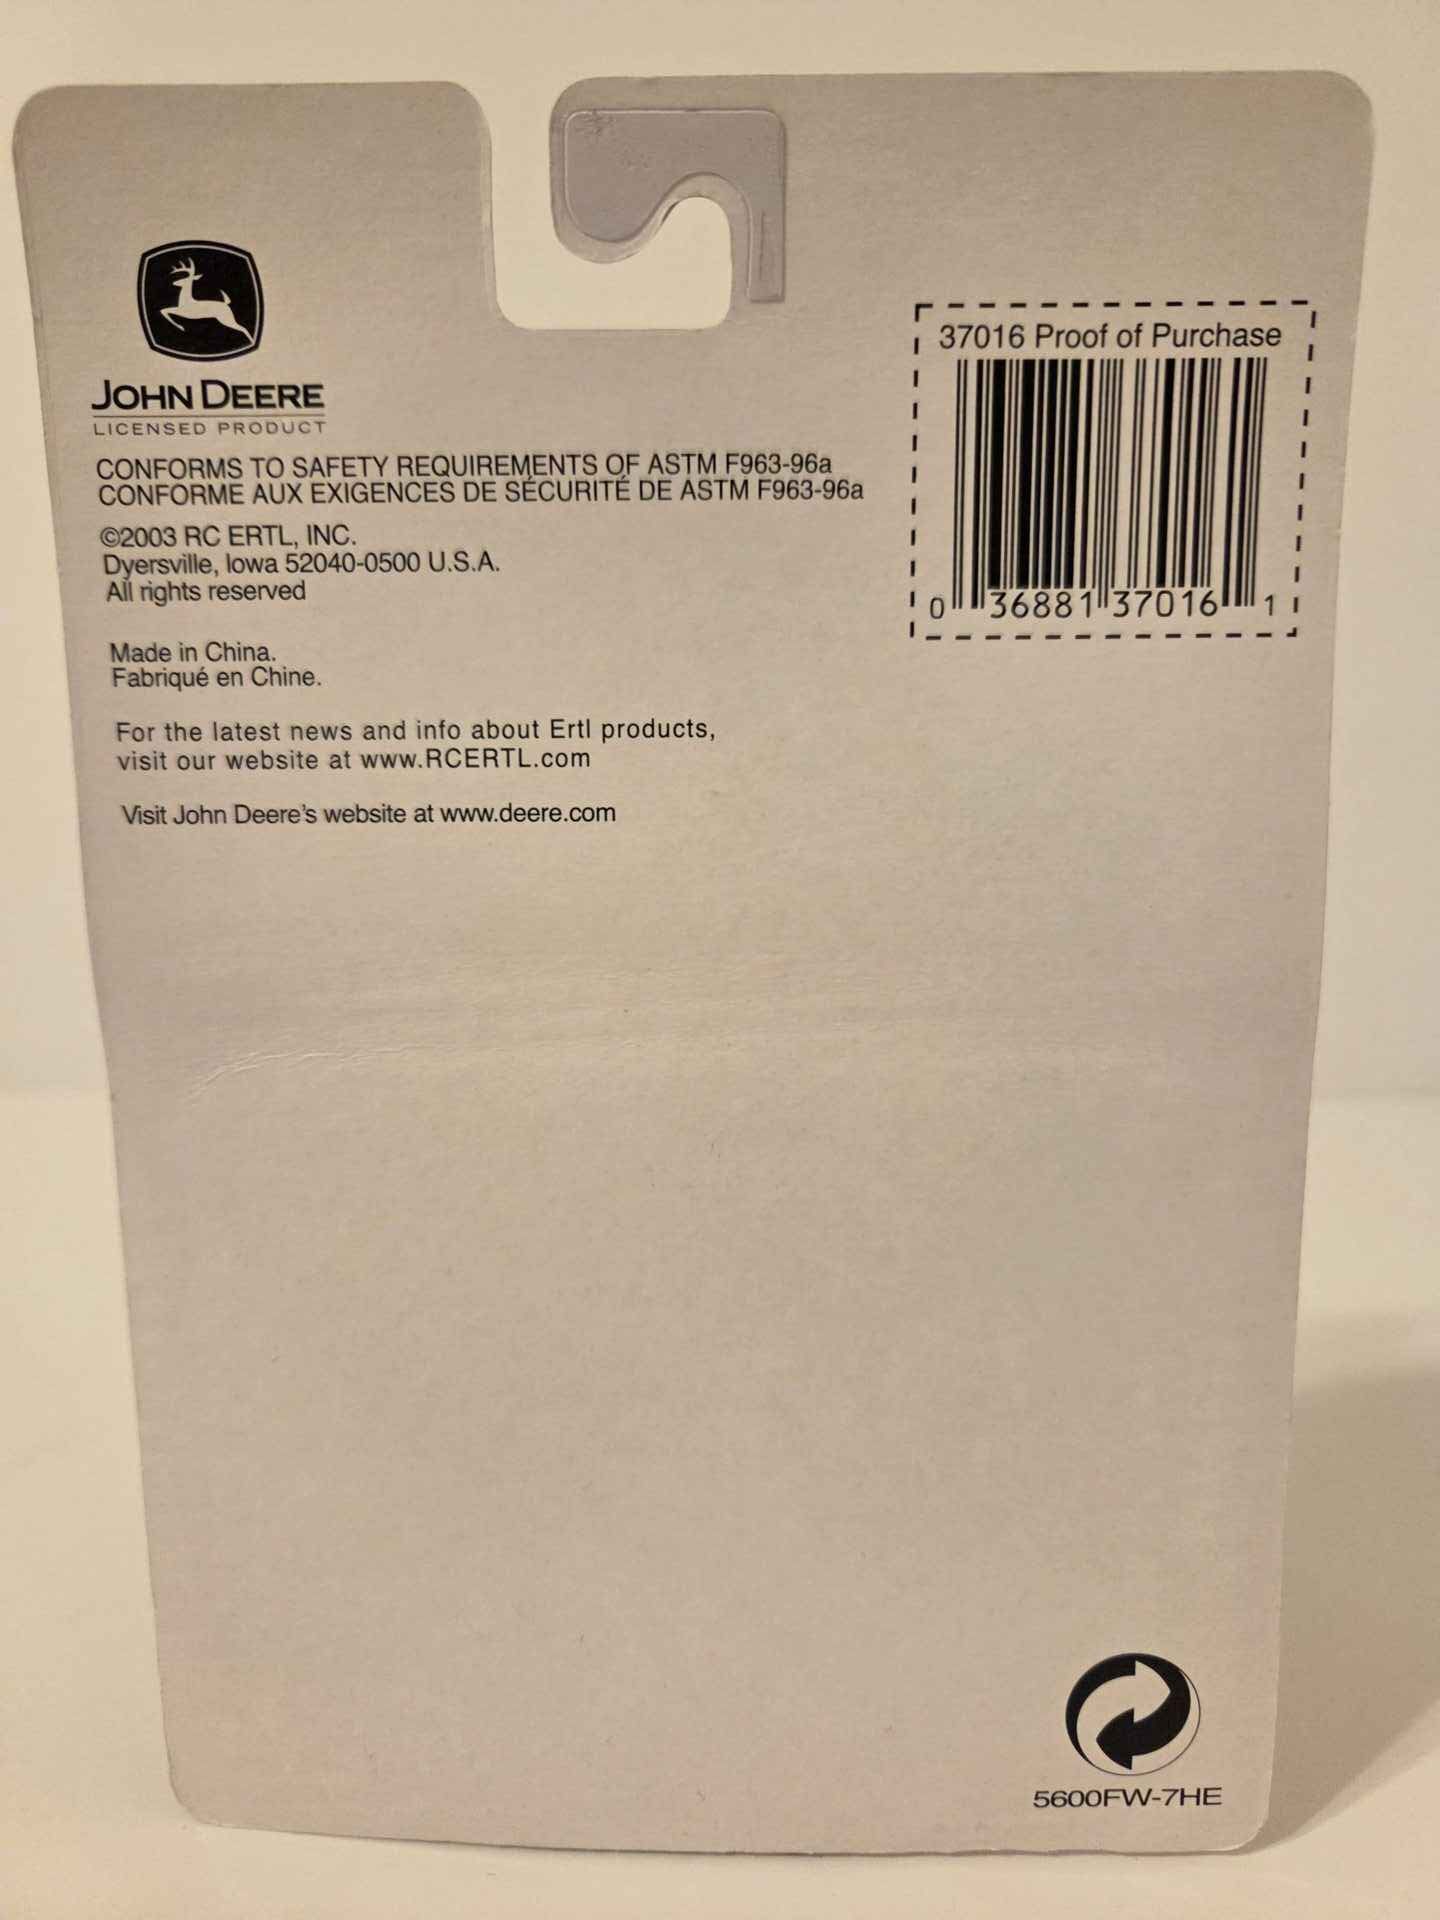 JOHN DEERE
LICENSED PRODUCT
CONFORMS TO SAFETY REQUIREMENTS OF ASTM F963-96a
CONFORME AUX EXIGENCES DE SÉCURITÉ DE ASTM F963-96a
©2003 RC ERTL, INC.
Dyersville, Iowa 52040-0500 U.S.A.
All rights reserved
Made in China.
Fabriqué en Chine.
For the latest news and info about Ertl products,
visit our website at www.RCERTL.com
Visit John Deere's website at www.deere.com
37016 Proof of Purchase
0 36881 37016 1
5600FW-7HE